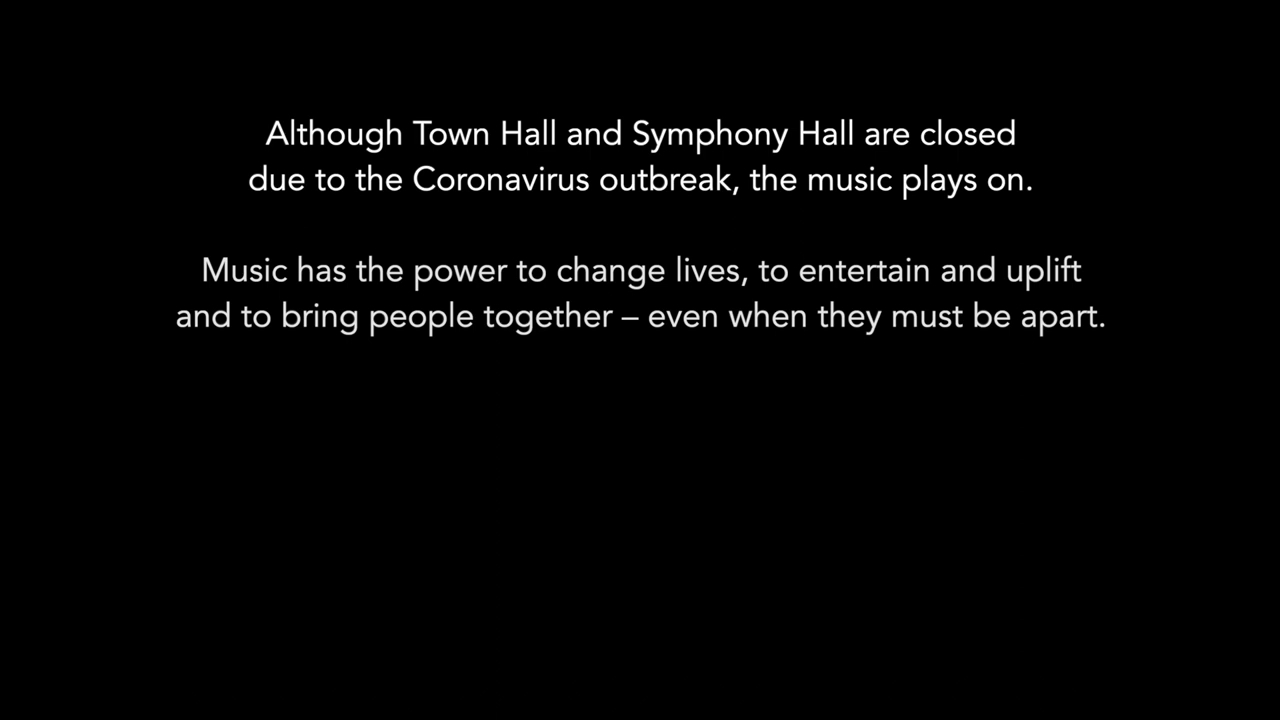 Although Town Hall and Symphony Hall are closed
due to the Coronavirus outbreak, the music plays on.
Music has the power to change lives, to entertain and uplift
and to bring people together – even when they must be apart.